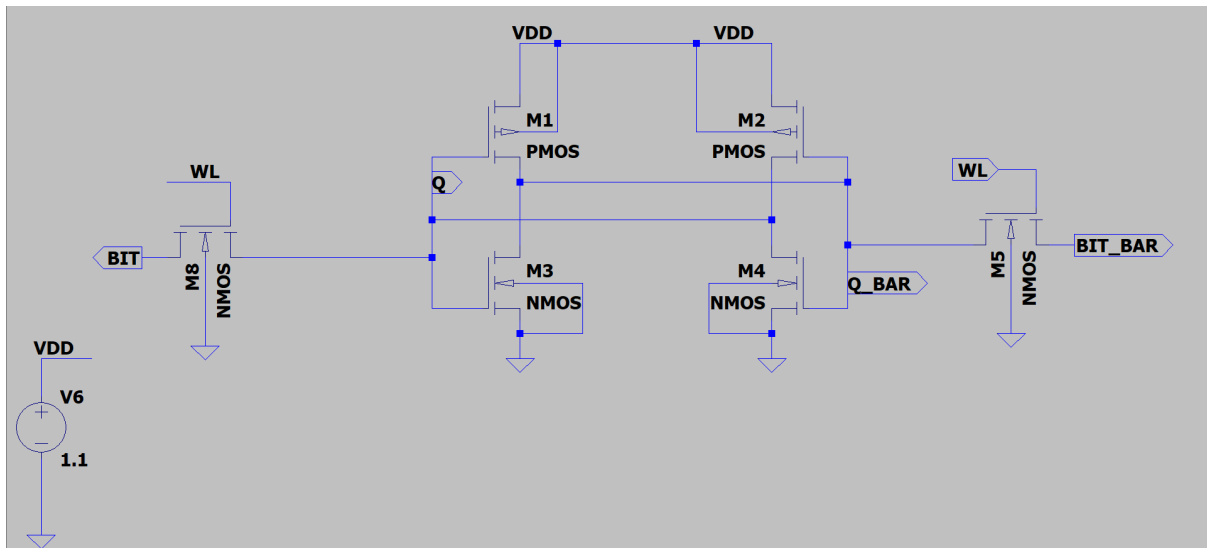 VDD
VDD
M1
M2
PMOS
PMOS
WL
Q
WL
BIT
M8
NMOS
M3
NMOS
M4
NMOS
Q_BAR
M5
NMOS
BIT_BAR
VDD
V6
1.1